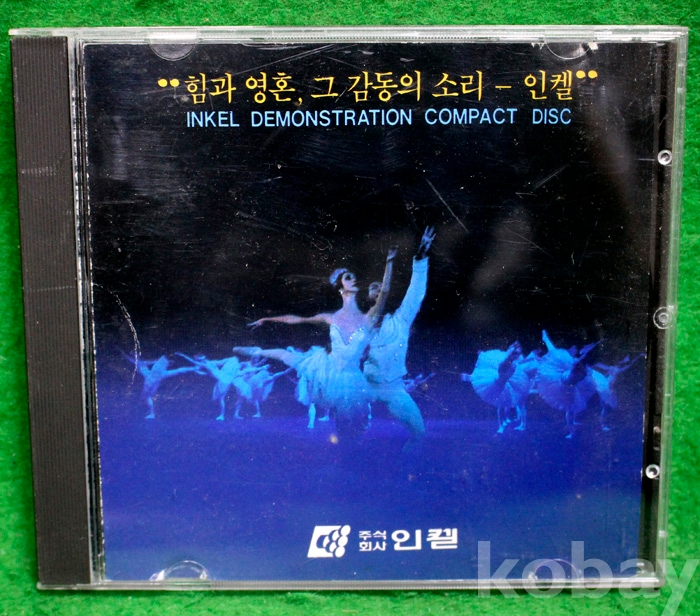 "힘과 영혼, 그 감동의 소리 - 인켈"
INKEL DEMONSTRATION COMPACT DISC
주식
회사 인켈
kobay